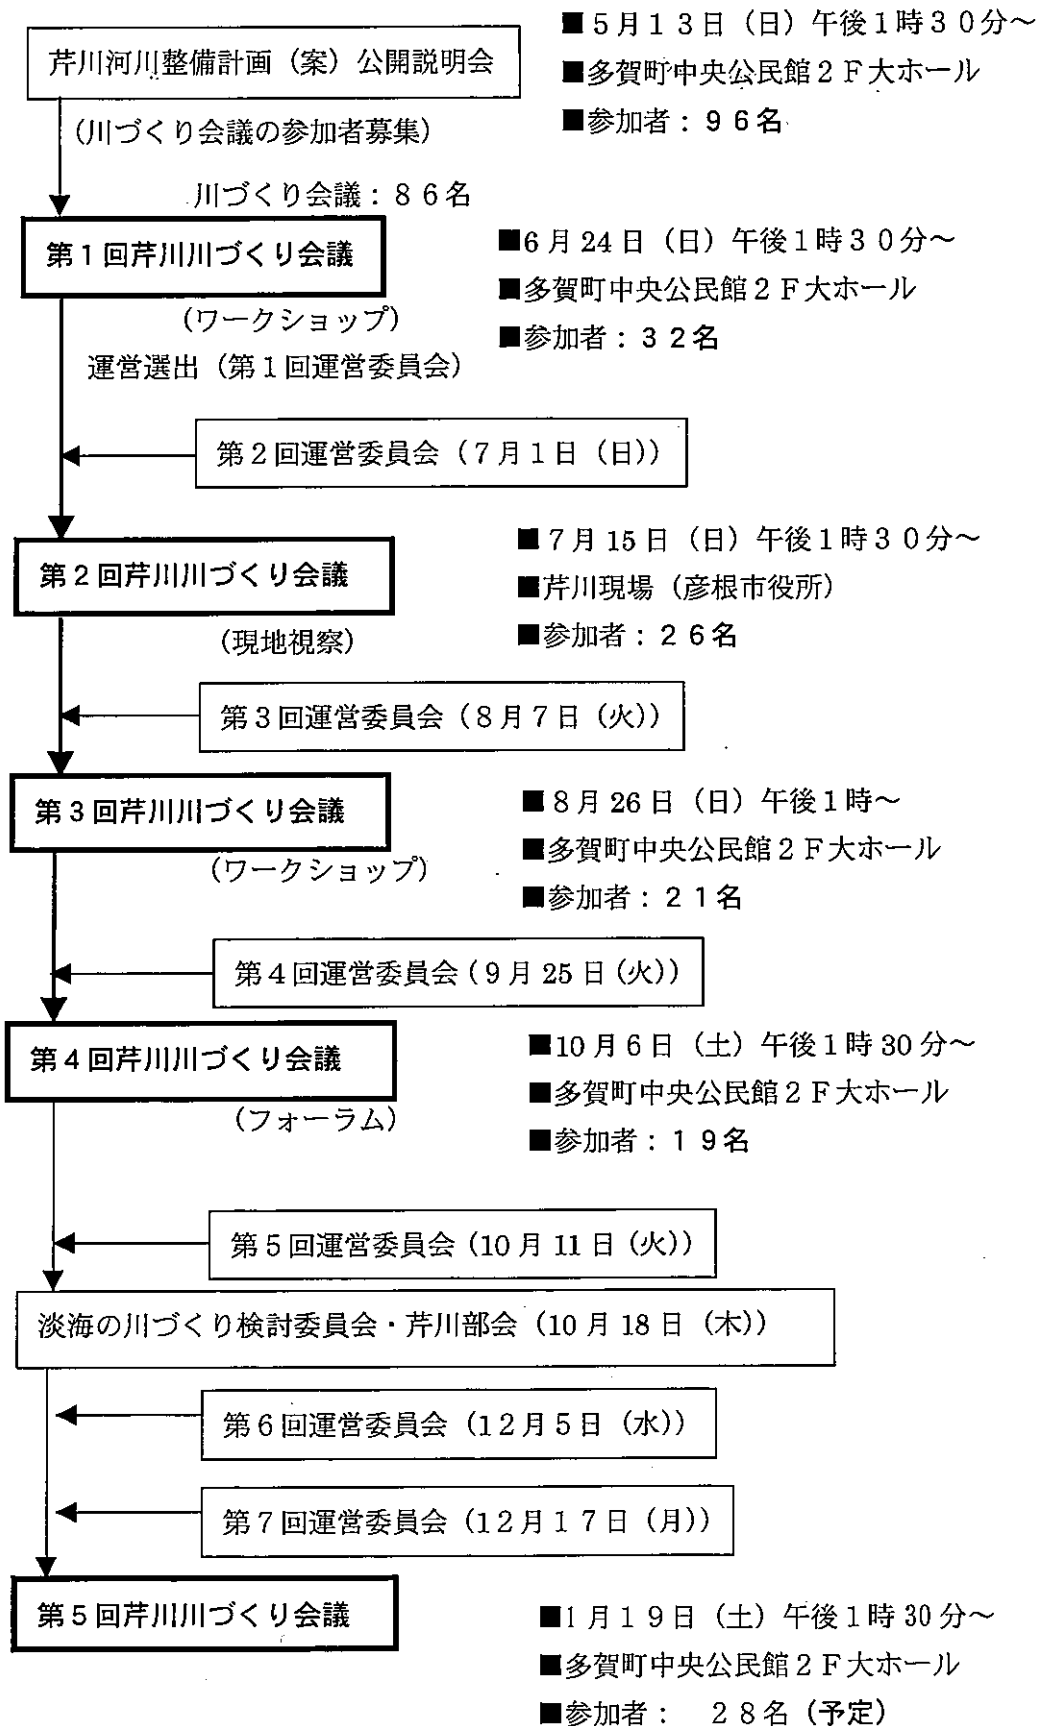 芹川河川整備計画（案）公開説明会
■５月１３日（日）午後１時３０分～
■多賀町中央公民館２Ｆ大ホール
■参加者：９６名
（川づくり会議の参加者募集）
川づくり会議：８６名
第１回芹川川づくり会議
■6月24日（日）午後１時３０分～
■多賀町中央公民館２Ｆ大ホール
■参加者：３２名
（ワークショップ）
運営選出（第１回運営委員会）
第２回運営委員会（７月１日（日））
第２回芹川川づくり会議
■７月15日（日）午後１時３０分～
■芹川現場（彦根市役所）
■参加者：２６名
（現地視察）
第３回運営委員会（８月７日（火））
第３回芹川川づくり会議
■８月26日（日）午後１時～
■多賀町中央公民館２Ｆ大ホール
■参加者：２１名
（ワークショップ）
第４回運営委員会（９月25日（火））
第４回芹川川づくり会議
■10月６日（土）午後１時30分～
■多賀町中央公民館２Ｆ大ホール
■参加者：１９名
（フォーラム）
第５回運営委員会（10月11日（火））
淡海の川づくり検討委員会・芹川部会（10月18日（木））
第６回運営委員会（１２月５日（水））
第７回運営委員会（１２月１７日（月））
第５回芹川川づくり会議
■１月１９日（土）午後１時30分～
■多賀町中央公民館２Ｆ大ホール
■参加者：　２８名（予定）